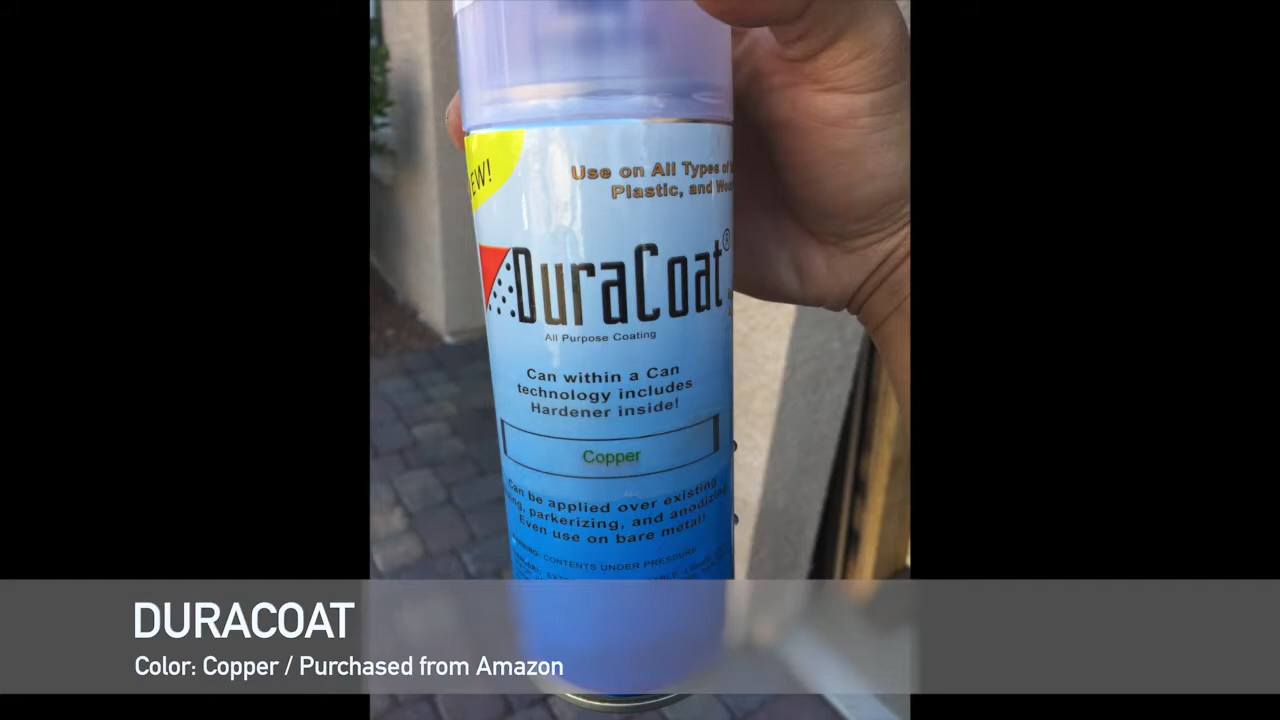 EW!
Use on All Types of
Plastic, and Woo
DuraCoat®
All Purpose Coating
Can within a Can
technology includes
Hardener inside!
Copper
Can be applied over existing
ing, parkerizing, and anodizing
Even use on bare metal!
WARNING: CONTENTS UNDER PRESSURE
DURACOAT
Color: Copper / Purchased from Amazon